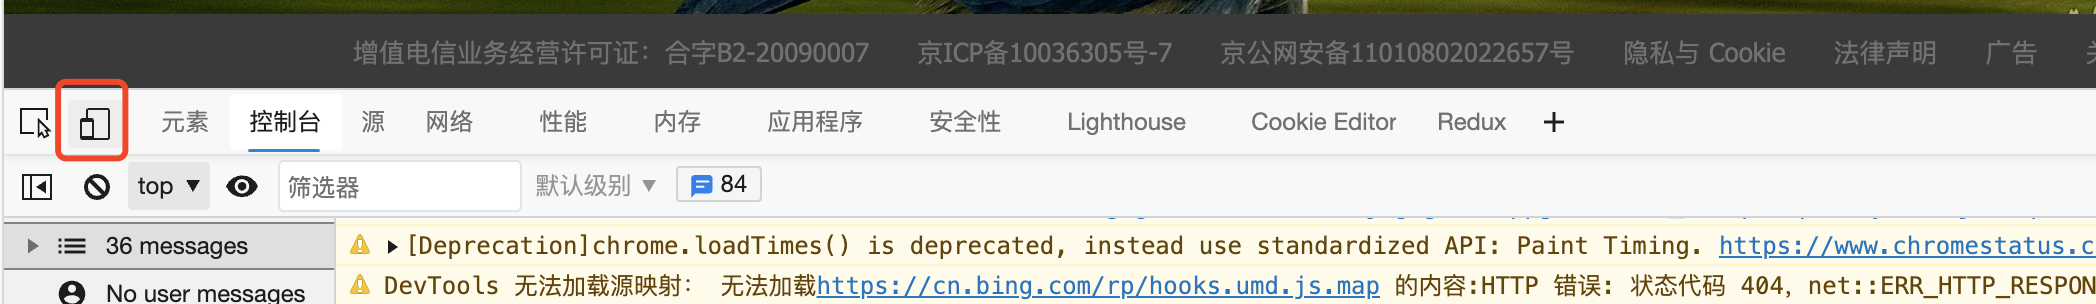 增值电信业务经营许可证：合字B2-20090007 京ICP备10036305号-7 京公网安备11010802022657号 隐私与 Cookie 法律声明 广告
元素 控制台 源 网络 性能 内存 应用程序 安全性 Lighthouse Cookie Editor Redux +
top 筛选器 默认级别 84
36 messages
[Deprecation]chrome.loadTimes() is deprecated, instead use standardized API: Paint Timing. https://www.chromestatus.c
No user messages
DevTools 无法加载源映射： 无法加载https://cn.bing.com/rp/hooks.umd.js.map 的内容:HTTP 错误: 状态代码 404, net::ERR_HTTP_RESPON